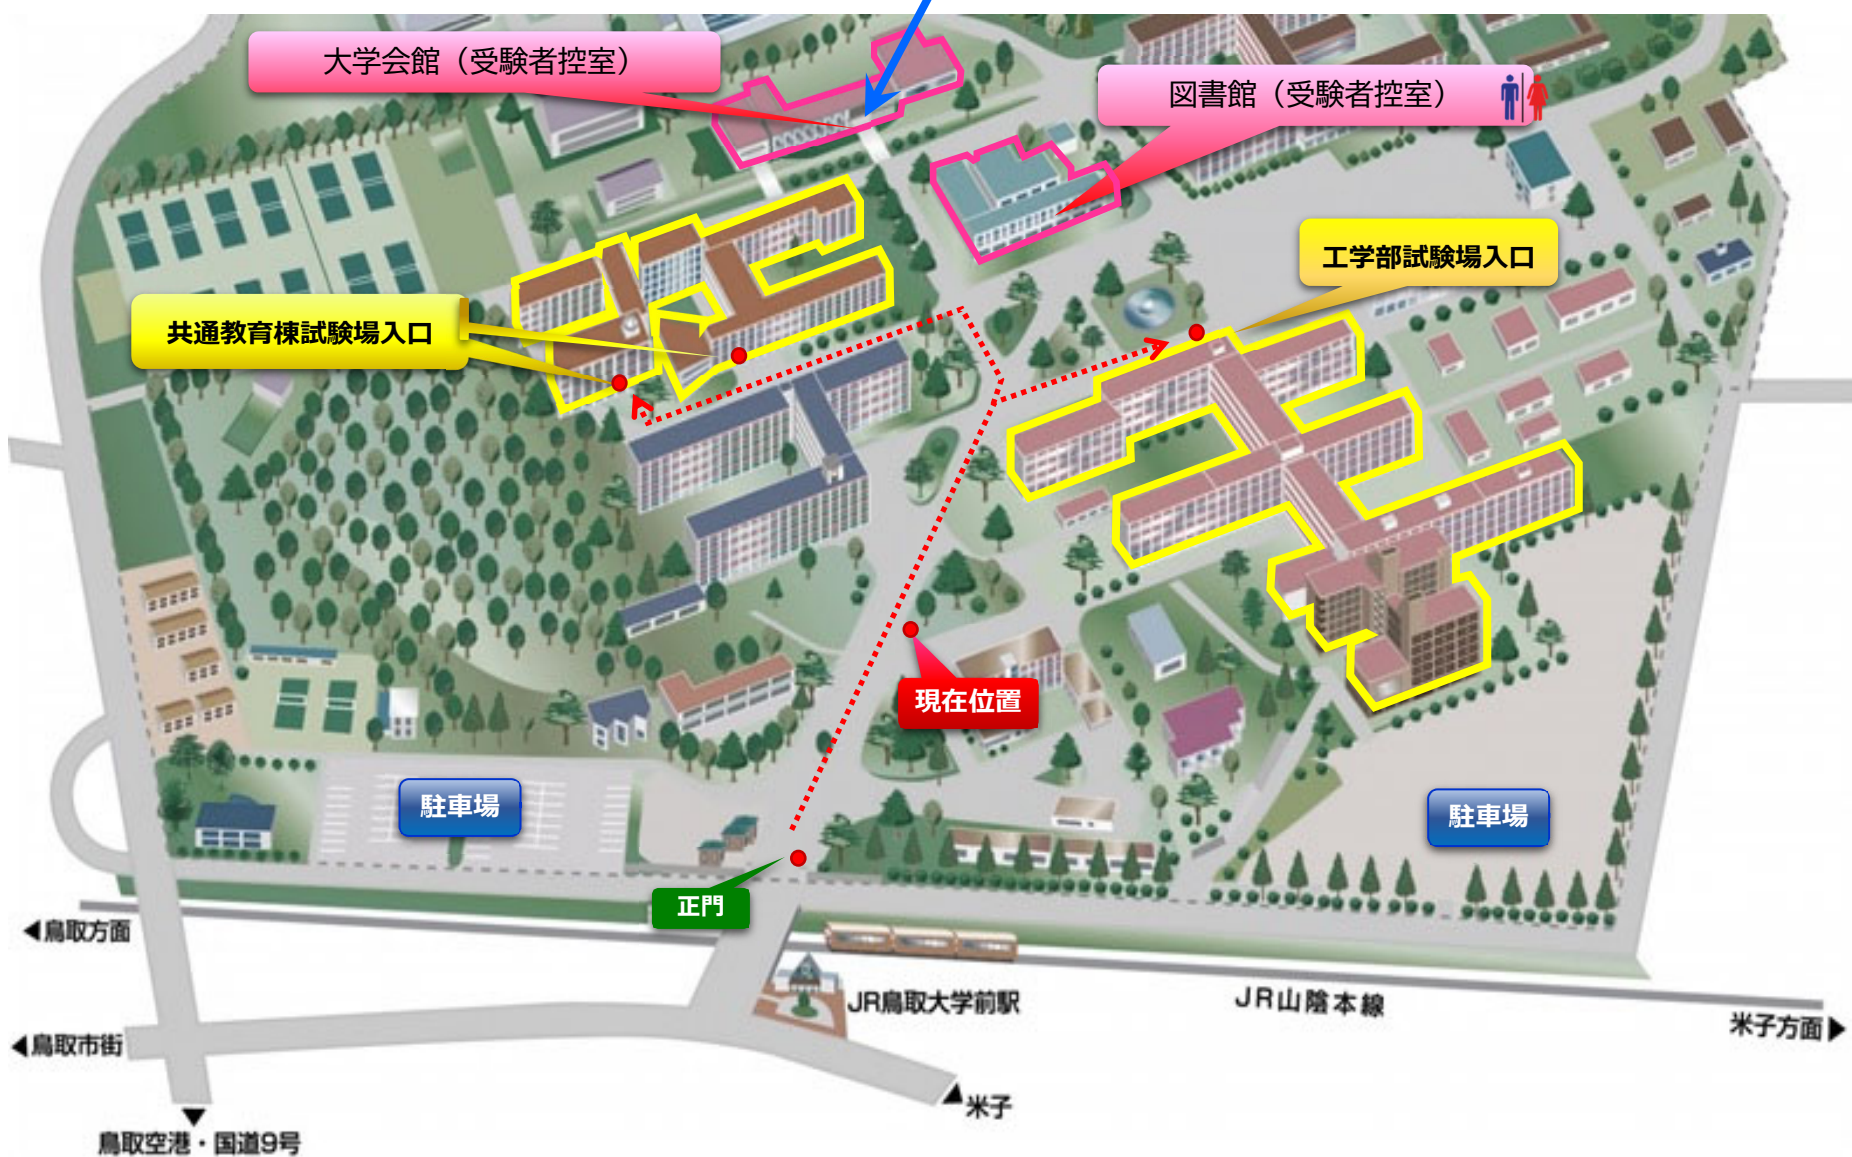 大学会館（受験者控室）
図書館（受験者控室）
工学部試験場入口
共通教育棟試験場入口
現在位置
駐車場
駐車場
正門
◀鳥取方面
JR鳥取大学前駅
JR山陰本線
米子方面▶
◀鳥取市街
米子
鳥取空港・国道9号